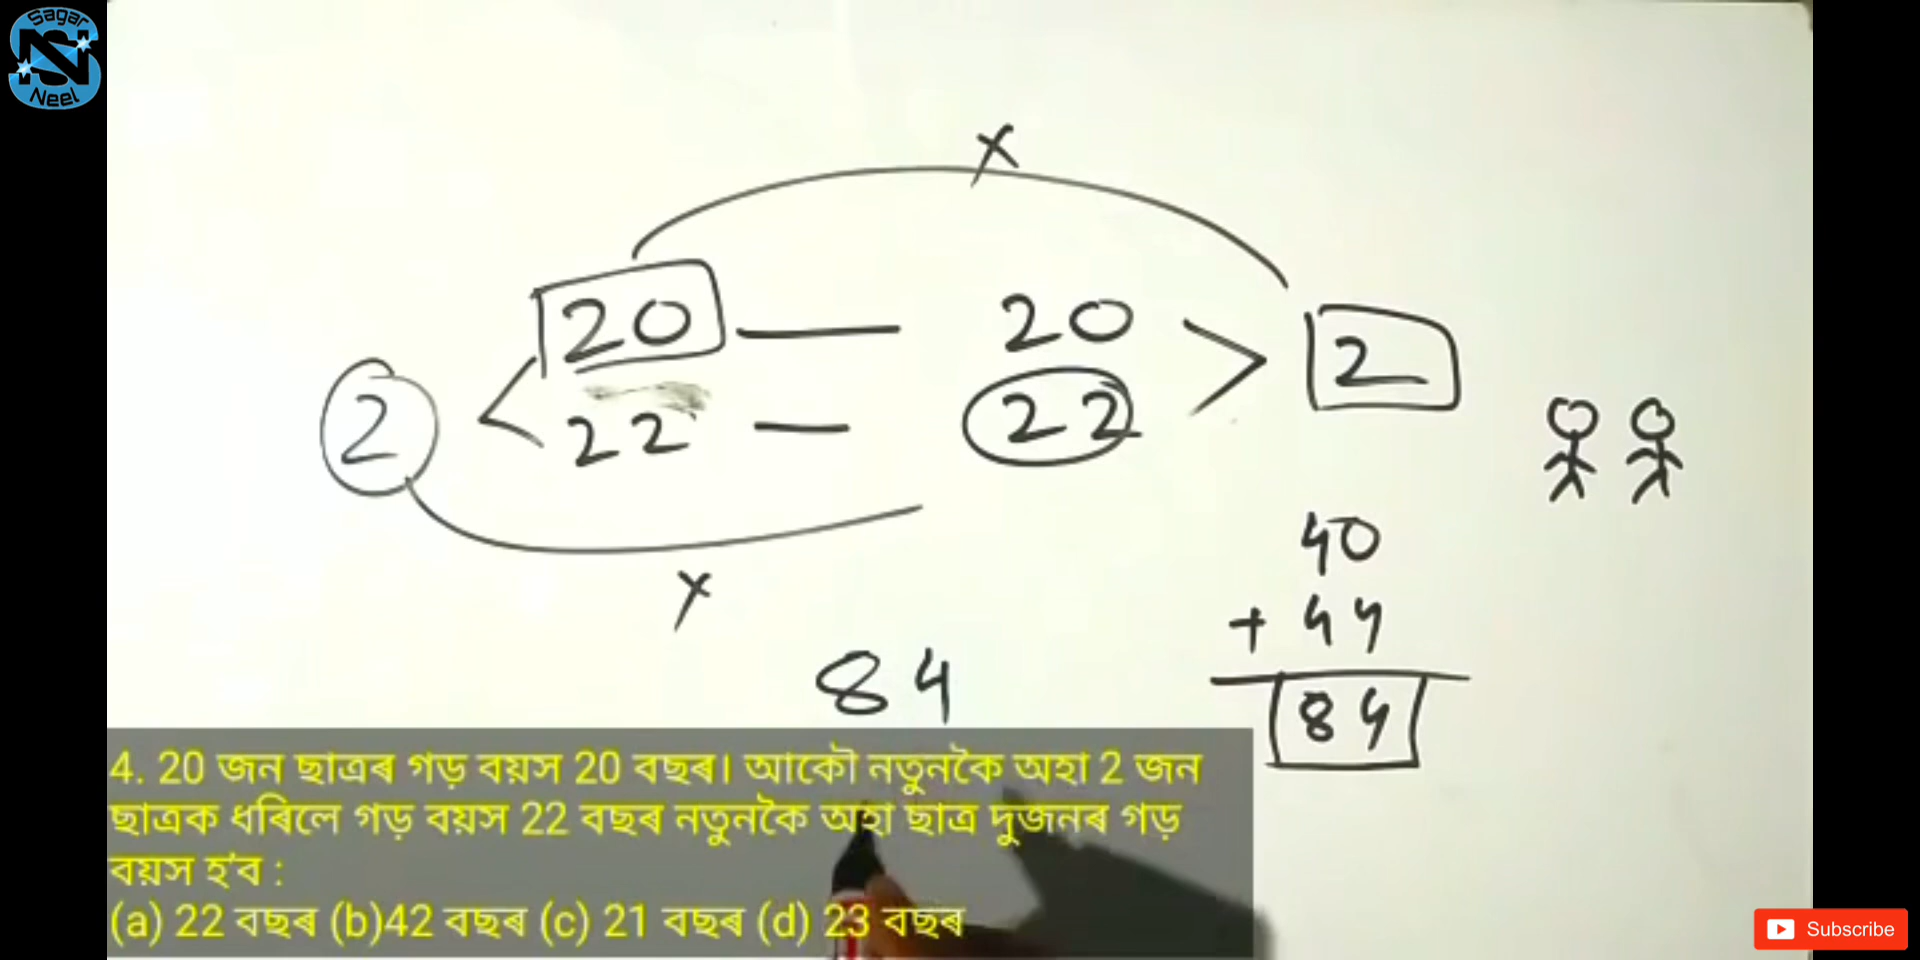 Sagar
Neel
20 — 20
2 < 22 — 22 > 2
40
+ 44
84
84
4. 20 জন ছাত্ৰৰ গড় বয়স 20 বছৰ। আকৌ নতুনকৈ অহা 2 জন
ছাত্ৰক ধৰিলে গড় বয়স 22 বছৰ নতুনকৈ অহা ছাত্ৰ দুজনৰ গড়
বয়স হ'ব :
(a) 22 বছৰ (b)42 বছৰ (c) 21 বছৰ (d) 23 বছৰ
Subscribe